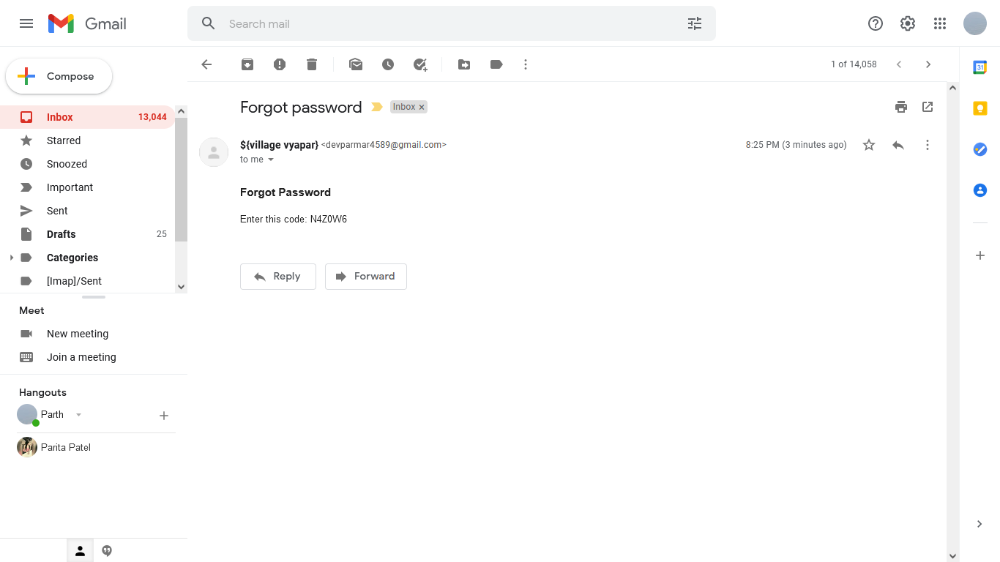 Gmail
Search mail
Compose
1 of 14,058
31
Inbox 13,044
Starred
Snoozed
Important
Sent
Drafts 25
Categories
[Imap]/Sent
Meet
New meeting
Join a meeting
Hangouts
Parth
Parita Patel
Forgot password Inbox ×
${village vyapar} <devparmar4589@gmail.com> 8:25 PM (3 minutes ago)
to me
Forgot Password
Enter this code: N4Z0W6
Reply Forward